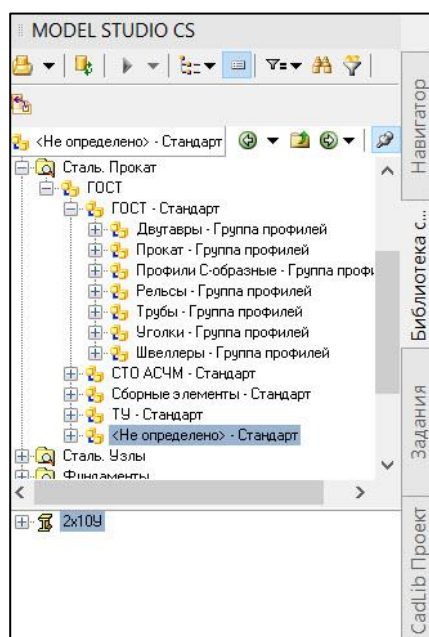 MODEL STUDIO CS
<Не определено> - Стандарт
Сталь. Прокат
ГОСТ
ГОСТ - Стандарт
Двутавры - Группа профилей
Прокат - Группа профилей
Профили С-образные - Группа профи
Рельсы - Группа профилей
Трубы - Группа профилей
Уголки - Группа профилей
Швеллеры - Группа профилей
СТО АСЧМ - Стандарт
Сборные элементы - Стандарт
ТУ - Стандарт
<Не определено> - Стандарт
Сталь. Узлы
Фундаменты
2x10У
Навигатор
Библиотека с...
Задания
CadLib Проект